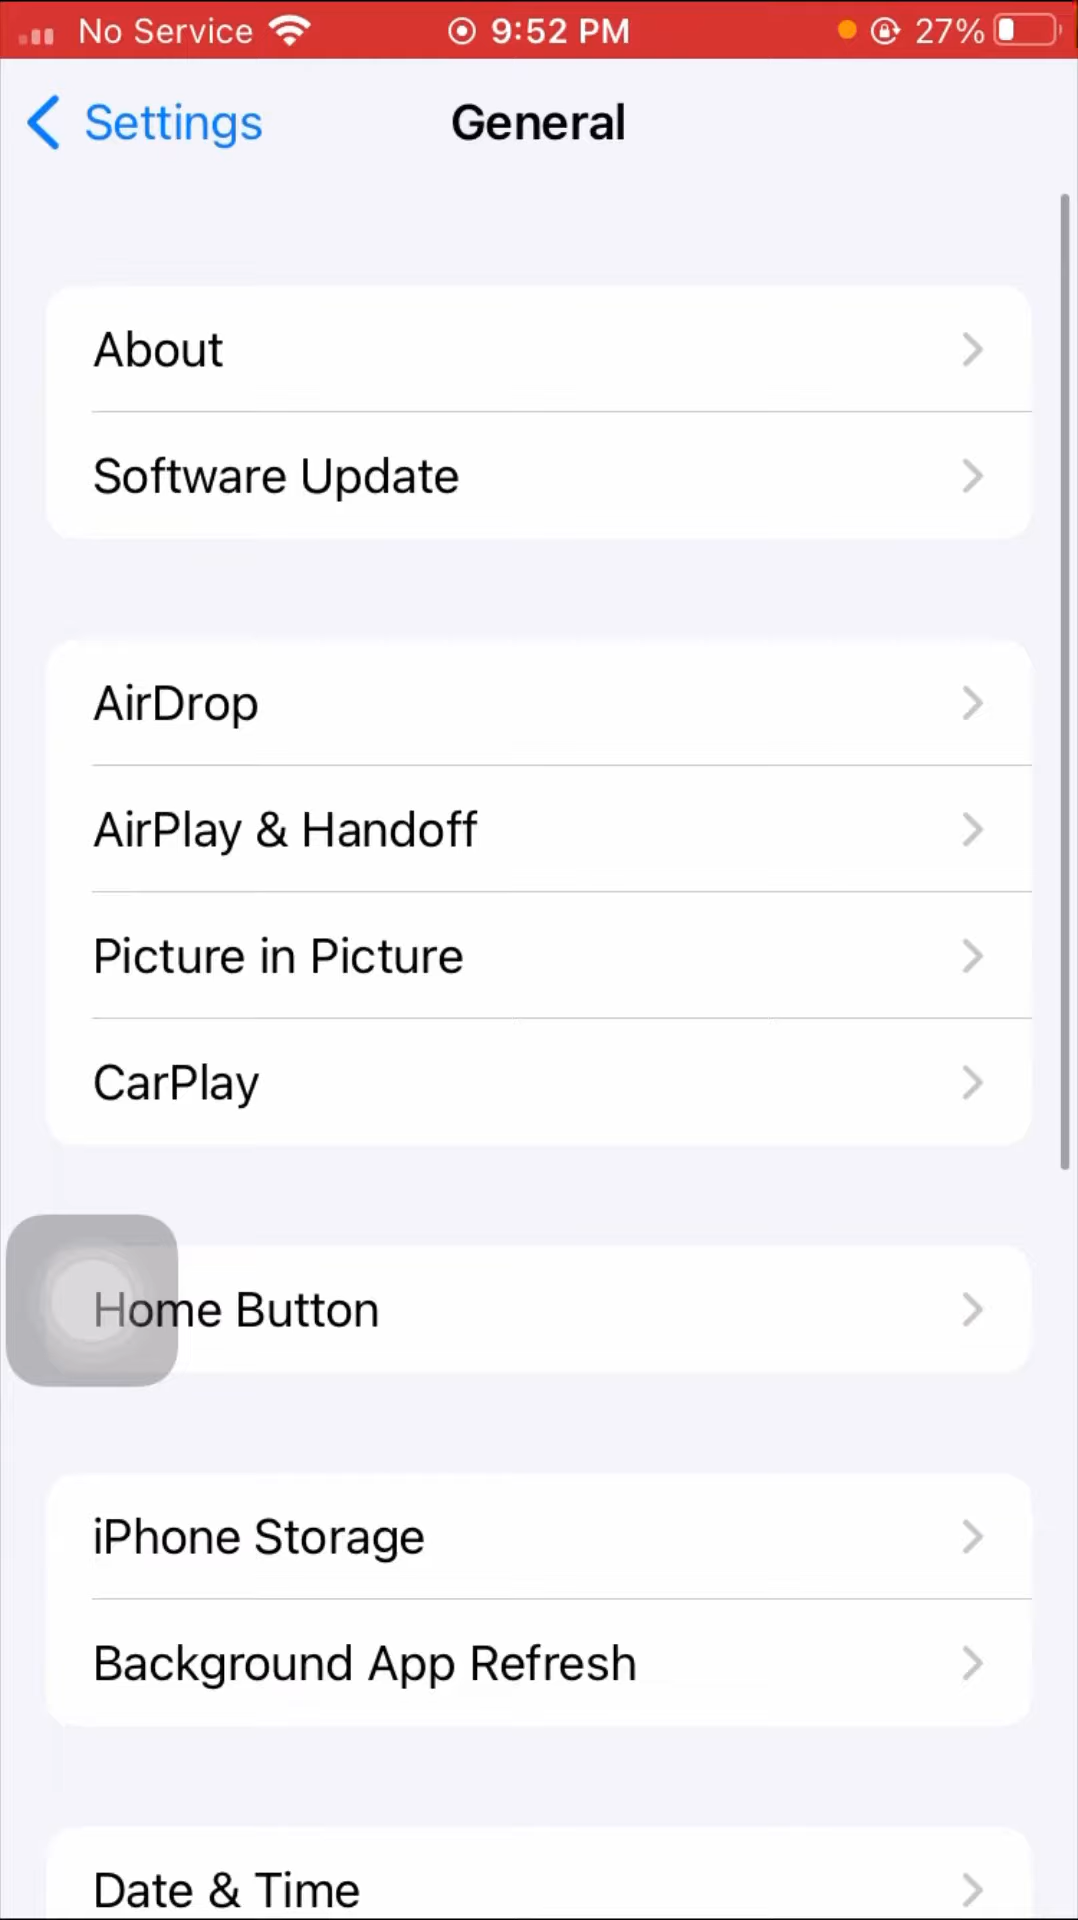 No Service 9:52 PM 27%
Settings General
About
Software Update
AirDrop
AirPlay & Handoff
Picture in Picture
CarPlay
Home Button
iPhone Storage
Background App Refresh
Date & Time